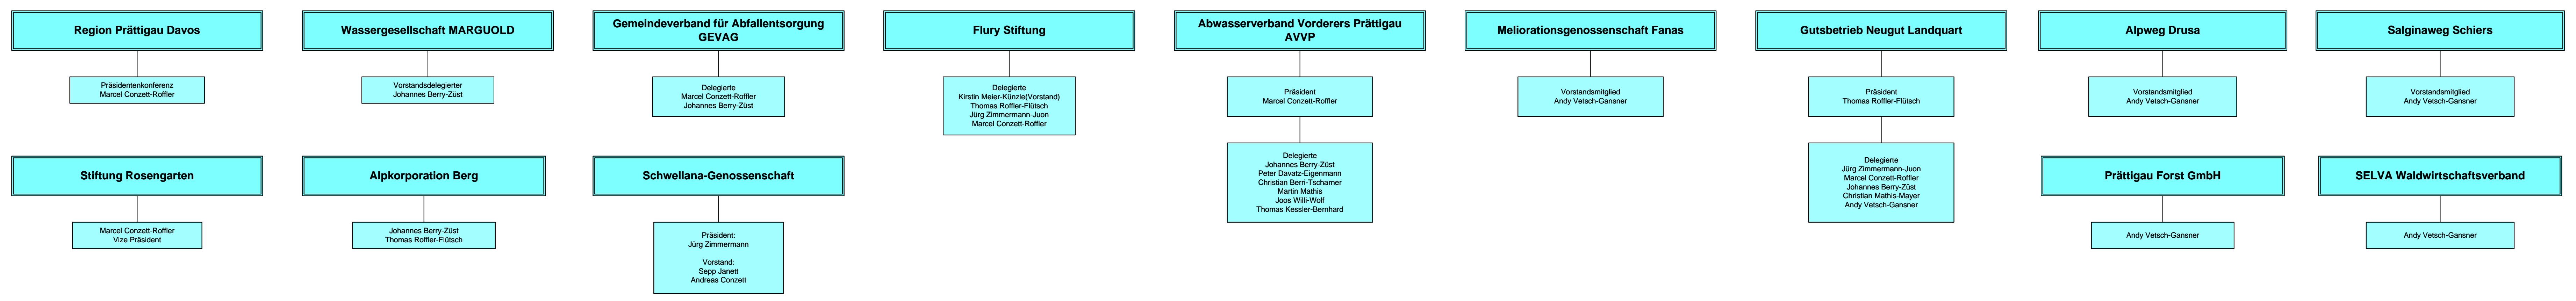 Region Prättigau Davos
Präsidentenkonferenz
Marcel Conzett-Roffler
Wassergesellschaft MARGUOLD
Vorstandsdelegierter
Johannes Berry-Züst
Gemeindeverband für Abfallentsorgung
GEVAG
Delegierte
Marcel Conzett-Roffler
Johannes Berry-Züst
Flury Stiftung
Delegierte
Kirstin Meier-Künzle(Vorstand)
Thomas Roffler-Flütsch
Jürg Zimmermann-Juon
Marcel Conzett-Roffler
Abwasserverband Vorderers Prättigau
AVVP
Präsident
Marcel Conzett-Roffler
Delegierte
Johannes Berry-Züst
Peter Davatz-Eigenmann
Christian Berri-Tscharner
Martin Mathis
Joos Willi-Wolf
Thomas Kessler-Bernhard
Meliorationsgenossenschaft Fanas
Vorstandsmitglied
Andy Vetsch-Gansner
Gutsbetrieb Neugut Landquart
Präsident
Thomas Roffler-Flütsch
Delegierte
Jürg Zimmermann-Juon
Marcel Conzett-Roffler
Johannes Berry-Züst
Christian Mathis-Mayer
Andy Vetsch-Gansner
Alpweg Drusa
Vorstandsmitglied
Andy Vetsch-Gansner
Salginaweg Schiers
Vorstandsmitglied
Andy Vetsch-Gansner
Stiftung Rosengarten
Marcel Conzett-Roffler
Vize Präsident
Alpkorporation Berg
Johannes Berry-Züst
Thomas Roffler-Flütsch
Schwellana-Genossenschaft
Präsident:
Jürg Zimmermann
Vorstand:
Sepp Janett
Andreas Conzett
Prättigau Forst GmbH
Andy Vetsch-Gansner
SELVA Waldwirtschaftsverband
Andy Vetsch-Gansner